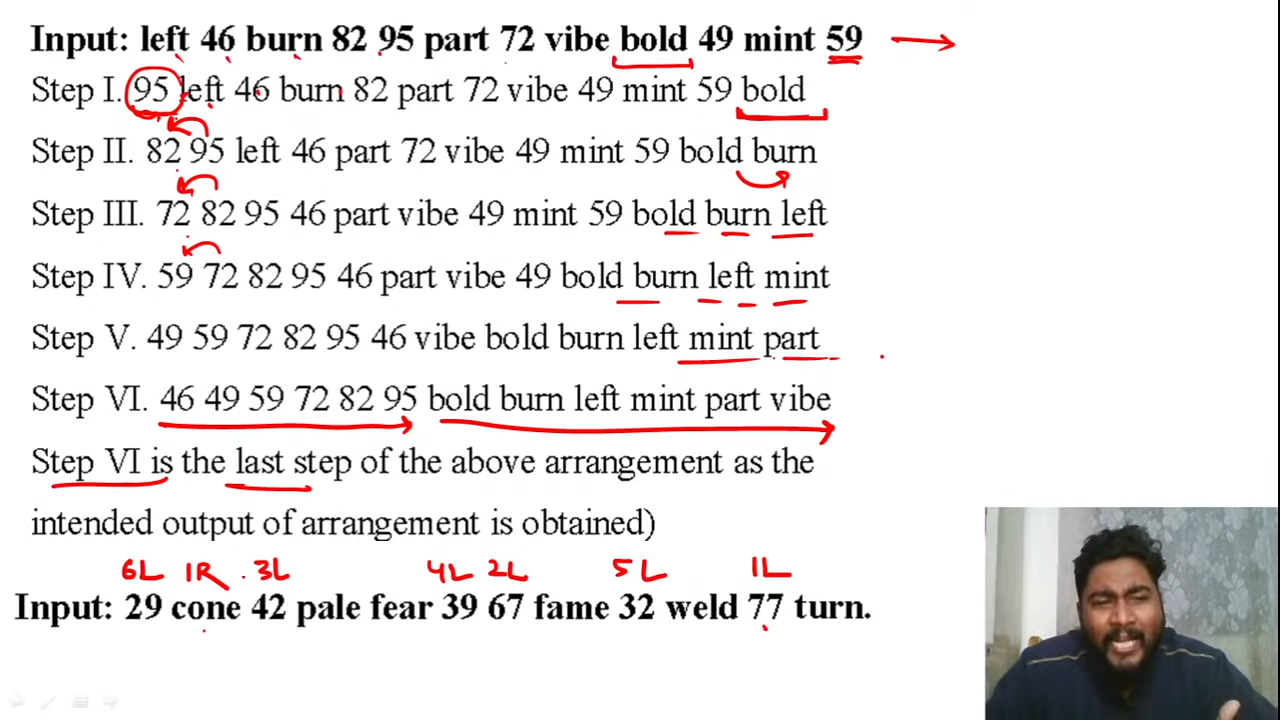 Input: left 46 burn 82 95 part 72 vibe bold 49 mint 59
Step I. 95 left 46 burn 82 part 72 vibe 49 mint 59 bold
Step II. 82 95 left 46 part 72 vibe 49 mint 59 bold burn
Step III. 72 82 95 46 part vibe 49 mint 59 bold burn left
Step IV. 59 72 82 95 46 part vibe 49 bold burn left mint
Step V. 49 59 72 82 95 46 vibe bold burn left mint part
Step VI. 46 49 59 72 82 95 bold burn left mint part vibe
Step VI is the last step of the above arrangement as the
intended output of arrangement is obtained)
6L 1R 3L 4L 2L 5L 1L
Input: 29 cone 42 pale fear 39 67 fame 32 weld 77 turn.